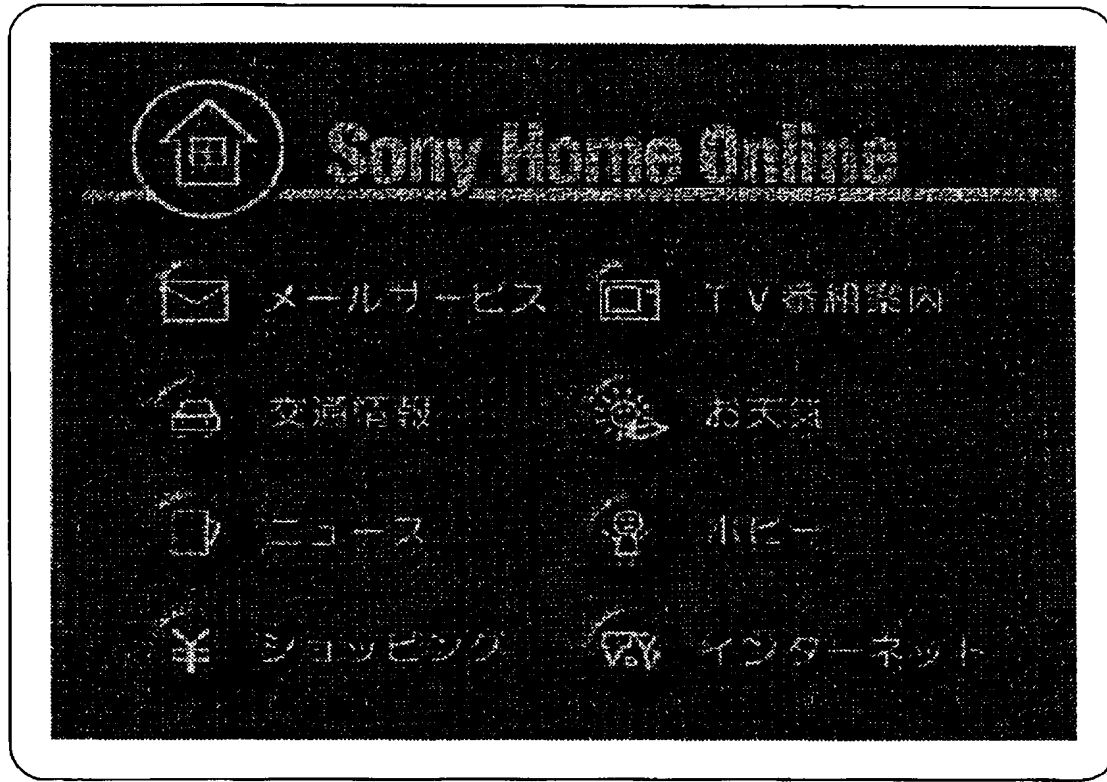 Sony Home Online
メールサービス TV番組案内
交通情報 お天気
ニュース ホビー
ショッピング インターネット